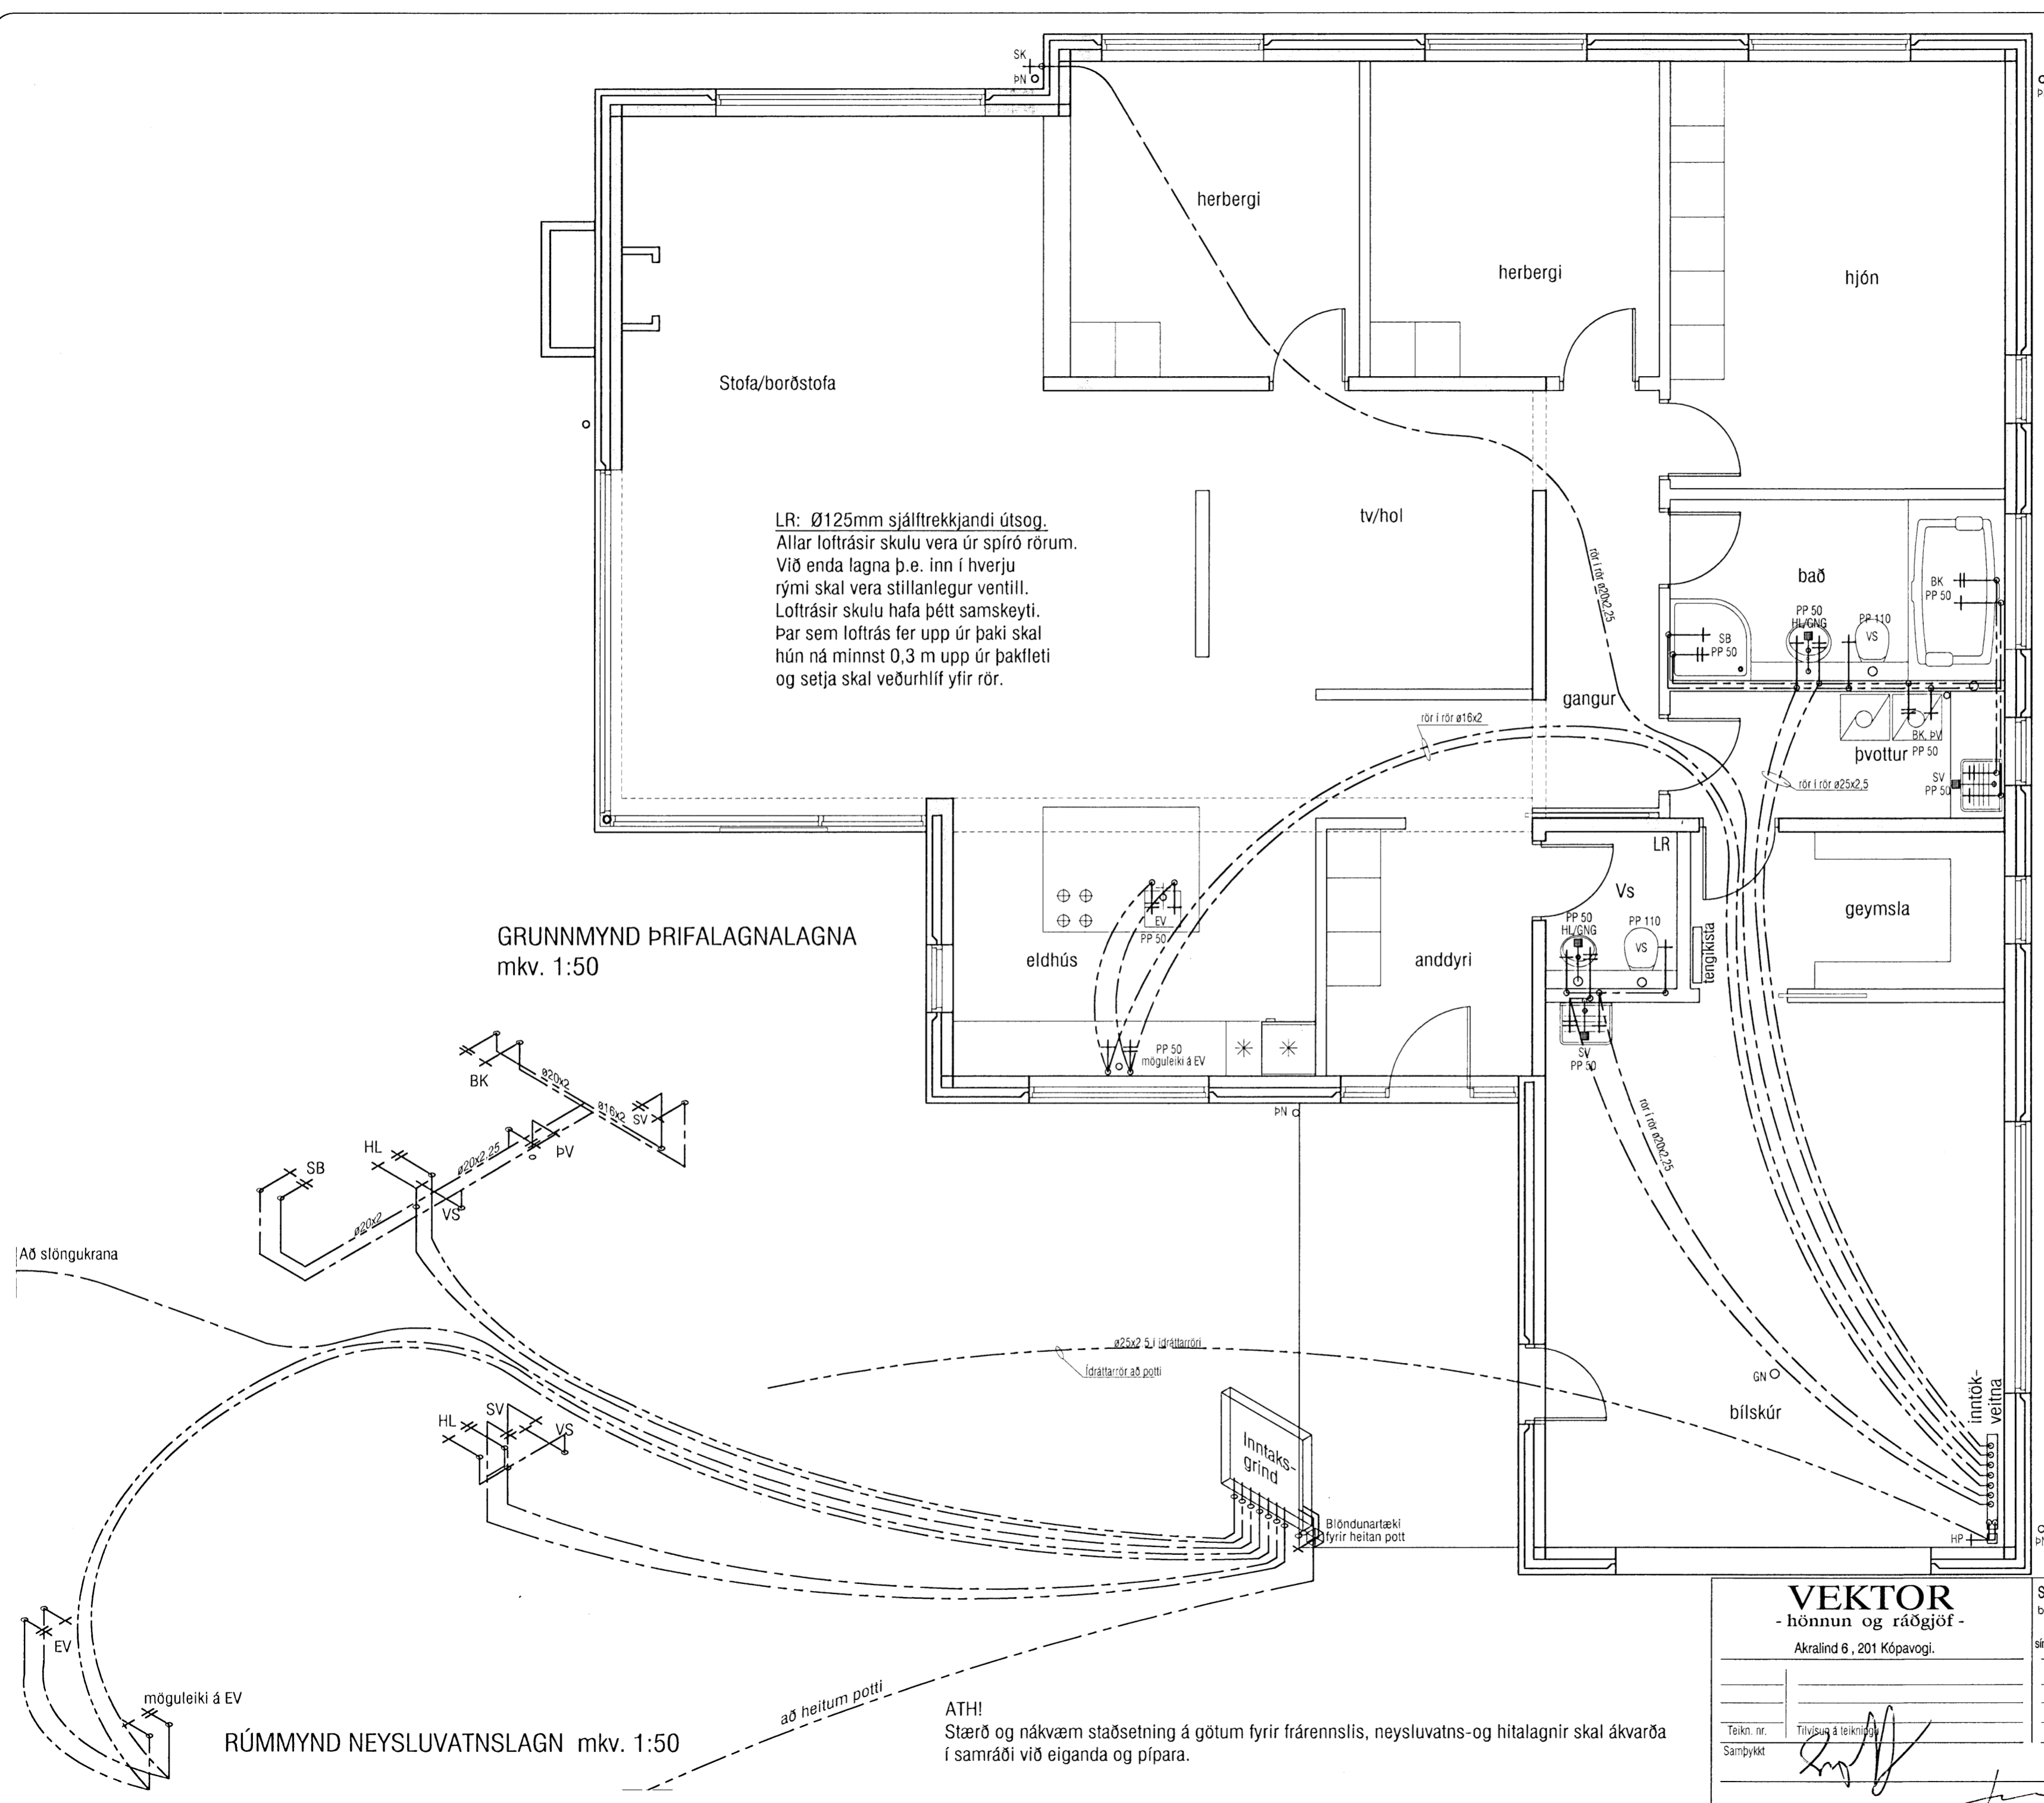 SK
ÞN
herbergi
herbergi
hjón
Stofa/borðstofa
LR: Ø125mm sjálftrekkjandi útsog.
Allar loftrásir skulu vera úr spíró rörum.
Við enda lagna þ.e. inn í hverju
rými skal vera stillanlegur ventill.
Loftrásir skulu hafa þétt samskeyti.
Þar sem loftrás fer upp úr þaki skal
hún ná minnst 0,3 m upp úr þakfleti
og setja skal veðurhlíf yfir rör.
tv/hol
rör í rör ø20x2,25
bað
BK
PP 50
PP 50
HL/GNG
PP 110
VS
SB
PP 50
gangur
rör í rör ø16x2
BK, ÞV
þvottur PP 50
rör í rör ø25x2,5
SV
PP 50
LR
Vs
geymsla
PP 50
HL/GNG
PP 110
VS
tengikista
EV
PP 50
eldhús
anddyri
GRUNNMYND ÞRIFALAGNALAGNA
mkv. 1:50
PP 50
möguleiki á EV
SV
PP 50
ÞN
rör í rör ø20x2,25
BK
ø20x2
ø16x2
SV
HL
ø20x2,25
ÞV
SB
VS
ø20x2
Að slöngukrana
ø25x2,5 í ídráttarröri
Ídráttarrör að potti
GN
bílskúr
inntök-
veitna
HL
SV
VS
Inntaks-
grind
Blöndunartæki
fyrir heitan pott
HP
EV
möguleiki á EV
að heitum potti
RÚMMYND NEYSLUVATNSLAGN mkv. 1:50
ATH!
Stærð og nákvæm staðsetning á götum fyrir frárennslis, neysluvatns-og hitalagnir skal ákvarða
í samráði við eiganda og pípara.
VEKTOR
- hönnun og ráðgjöf -
Akralind 6 , 201 Kópavogi.
Teikn. nr.
Tilvísun á teikningu
Samþykkt